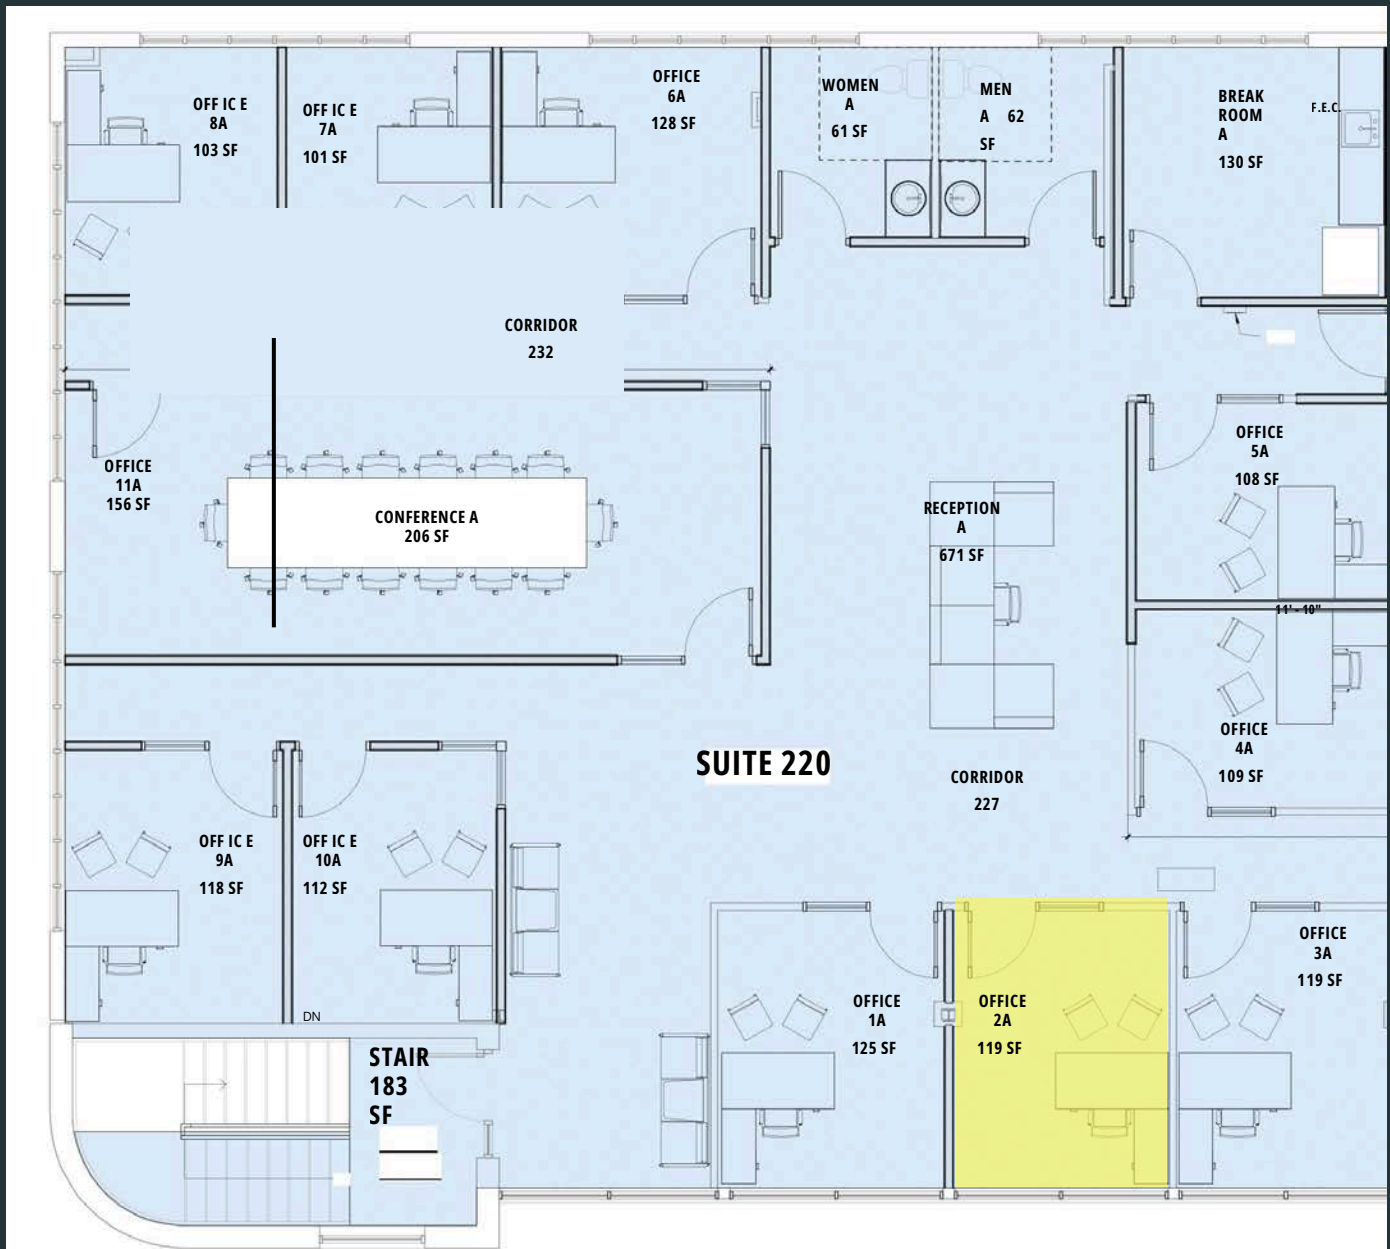 OFF IC E
8A
103 SF
OFF IC E
7A
101 SF
OFFICE
6A
128 SF
WOMEN
A
61 SF
MEN
A 62
SF
BREAK
ROOM
A
130 SF
F.E.C.
CORRIDOR
232
OFFICE
11A
156 SF
CONFERENCE A
206 SF
RECEPTION
A
671 SF
OFFICE
5A
108 SF
11' - 10"
OFFICE
4A
109 SF
SUITE 220
CORRIDOR
227
OFF IC E
9A
118 SF
OFF IC E
10A
112 SF
DN
STAIR
183
SF
OFFICE
1A
125 SF
OFFICE
2A
119 SF
OFFICE
3A
119 SF